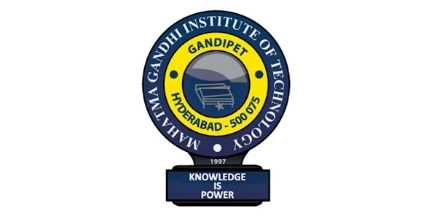 MAHATMA GANDHI INSTITUTE OF TECHNOLOGY
GANDIPET
HYDERABAD - 500 075
1997
KNOWLEDGE
IS
POWER